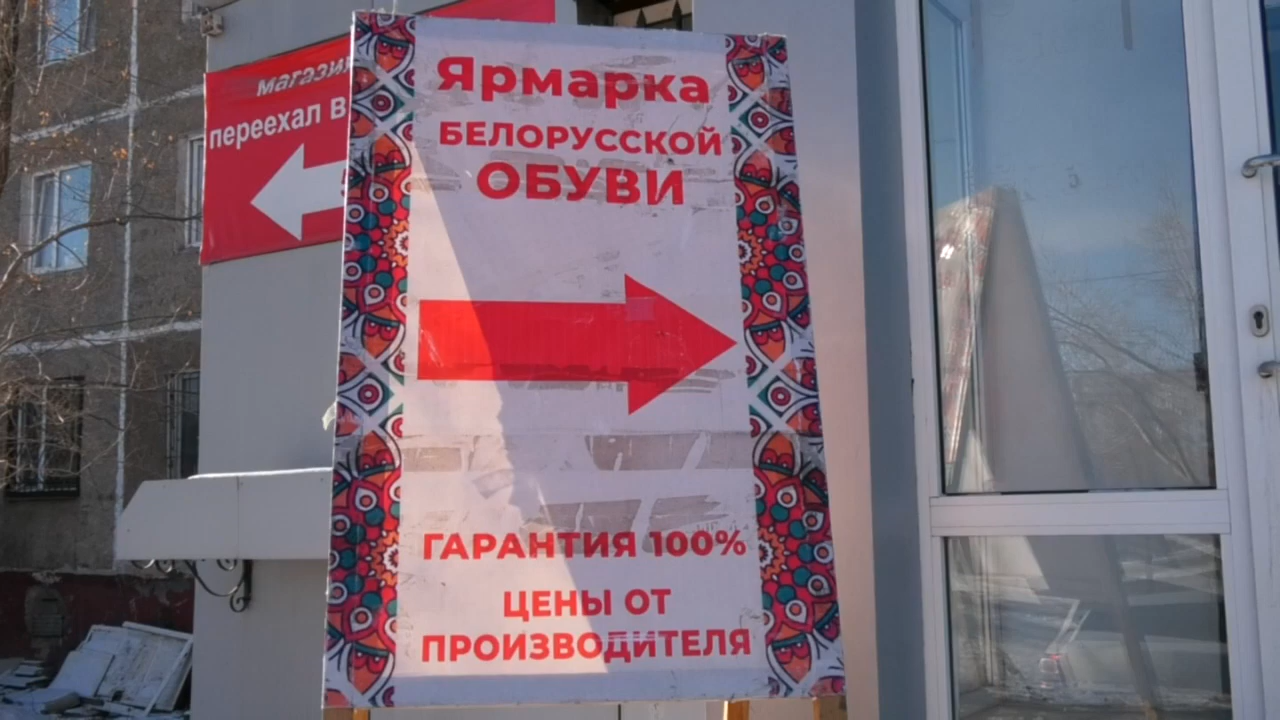 магазин
переехал в
Ярмарка
БЕЛОРУССКОЙ
ОБУВИ
ГАРАНТИЯ 100%
ЦЕНЫ ОТ
ПРОИЗВОДИТЕЛЯ